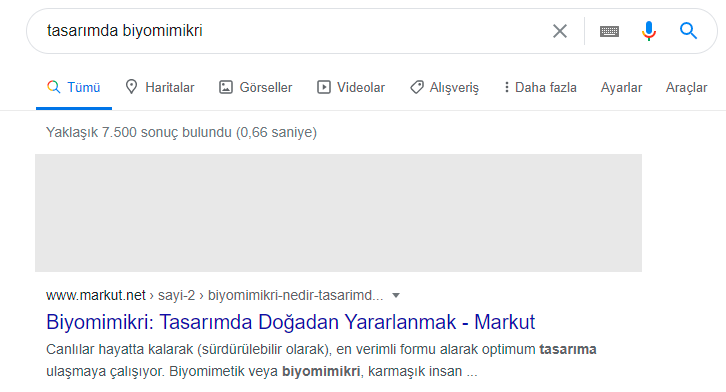 tasarımda biyomimikri
Tümü Haritalar Görseller Videolar Alışveriş Daha fazla Ayarlar Araçlar
Yaklaşık 7.500 sonuç bulundu (0,66 saniye)
www.markut.net › sayi-2 › biyomimikri-nedir-tasarimd...
Biyomimikri: Tasarımda Doğadan Yararlanmak - Markut
Canlılar hayatta kalarak (sürdürülebilir olarak), en verimli formu alarak optimum tasarıma
ulaşmaya çalışıyor. Biyomimetik veya biyomimikri, karmaşık insan ...